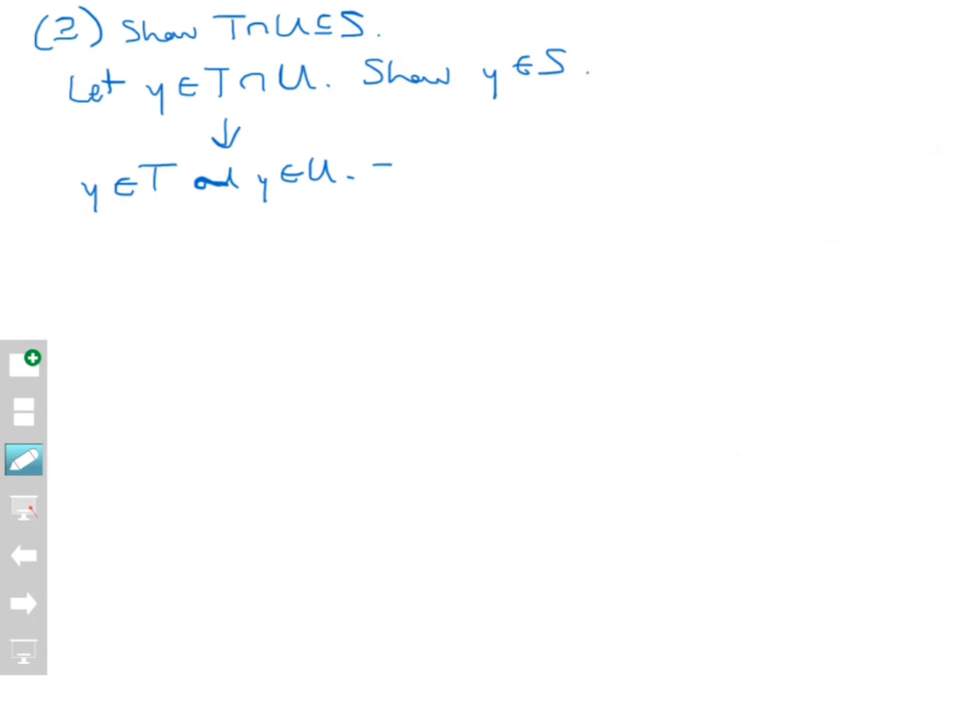 (2) Show T∩U⊆S.
Let y∈T∩U. Show y∈S.
↓
y∈T and y∈U. -